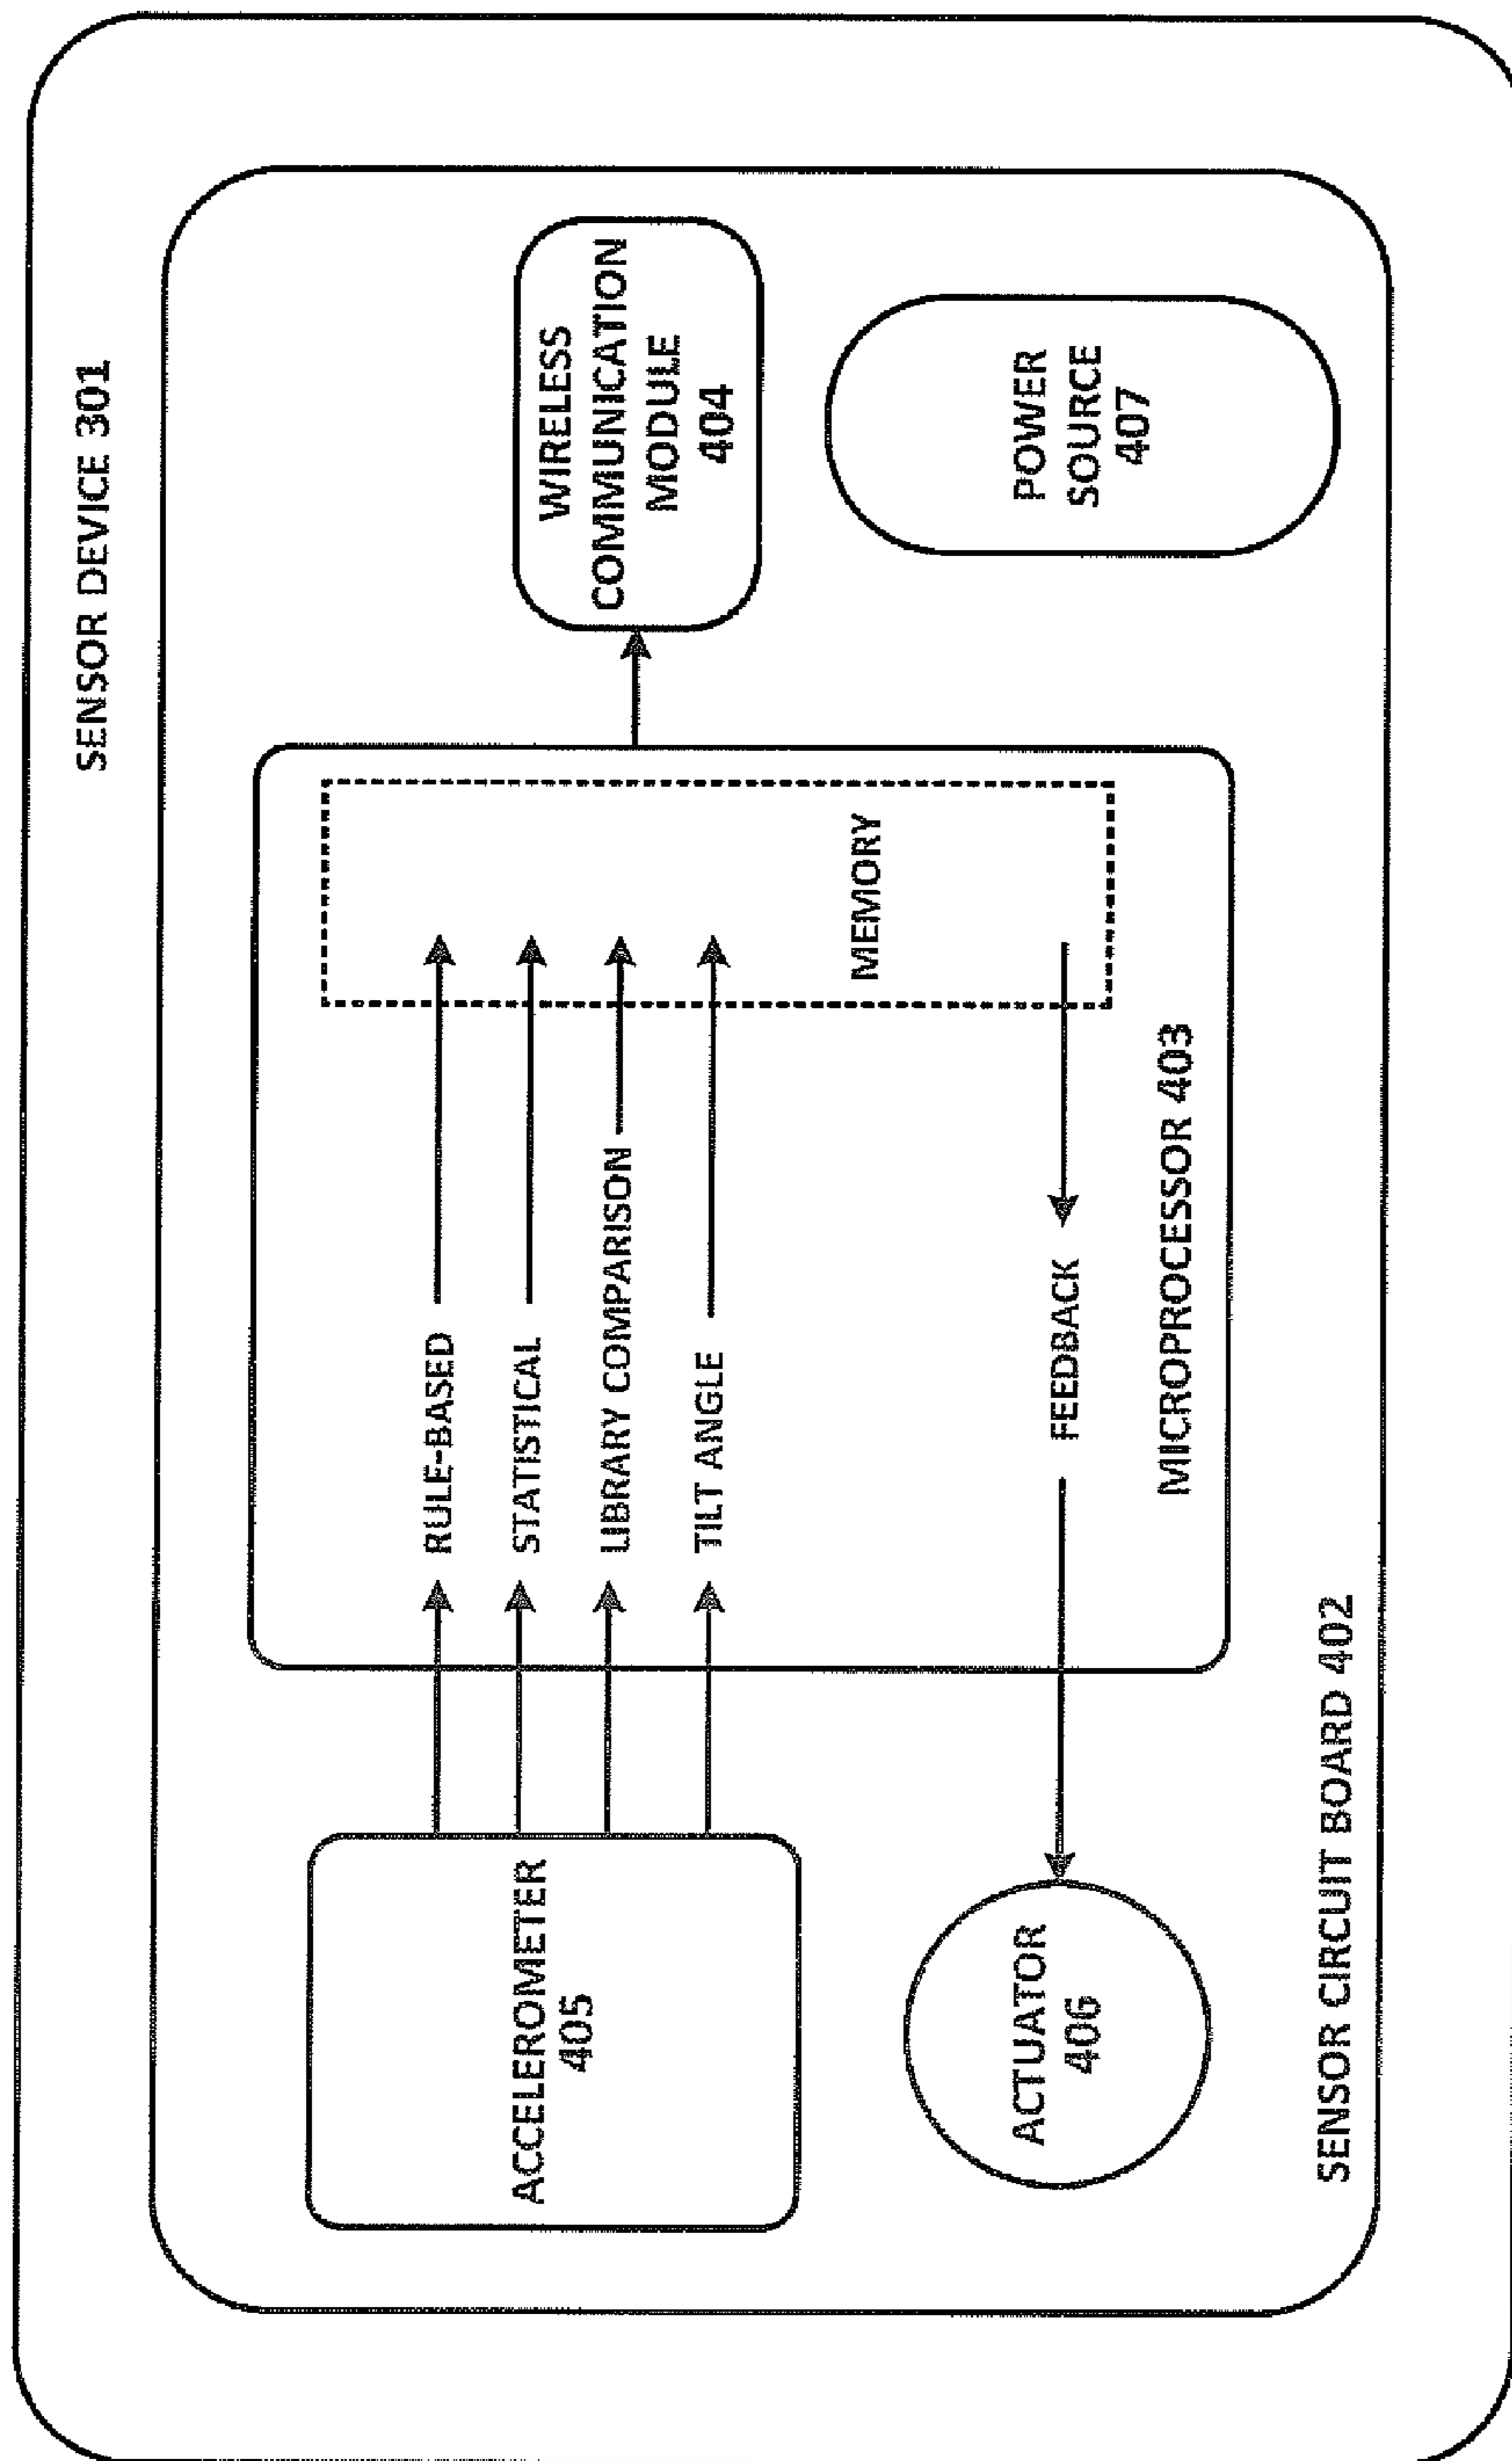 SENSOR DEVICE 301
ACCELEROMETER
405
RULE-BASED
STATISTICAL
LIBRARY COMPARISON
TILT ANGLE
MEMORY
WIRELESS
COMMUNICATION
MODULE
404
ACTUATOR
406
FEEDBACK
MICROPROCESSOR 403
POWER
SOURCE
407
SENSOR CIRCUIT BOARD 402